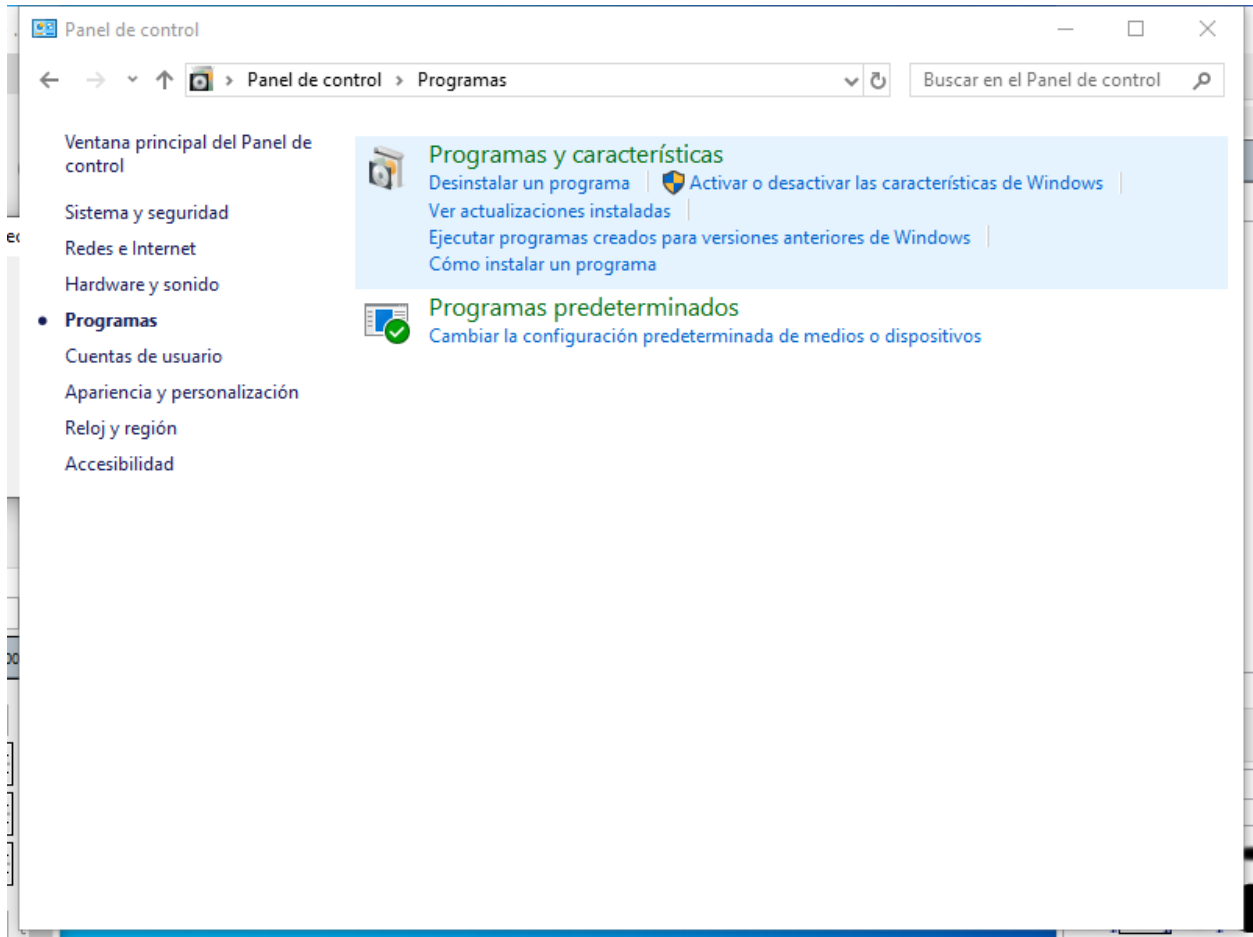 Panel de control
Panel de control > Programas
Buscar en el Panel de control
Ventana principal del Panel de
control
Sistema y seguridad
Redes e Internet
Hardware y sonido
Programas
Cuentas de usuario
Apariencia y personalización
Reloj y región
Accesibilidad
Programas y características
Desinstalar un programa
Activar o desactivar las características de Windows
Ver actualizaciones instaladas
Ejecutar programas creados para versiones anteriores de Windows
Cómo instalar un programa
Programas predeterminados
Cambiar la configuración predeterminada de medios o dispositivos